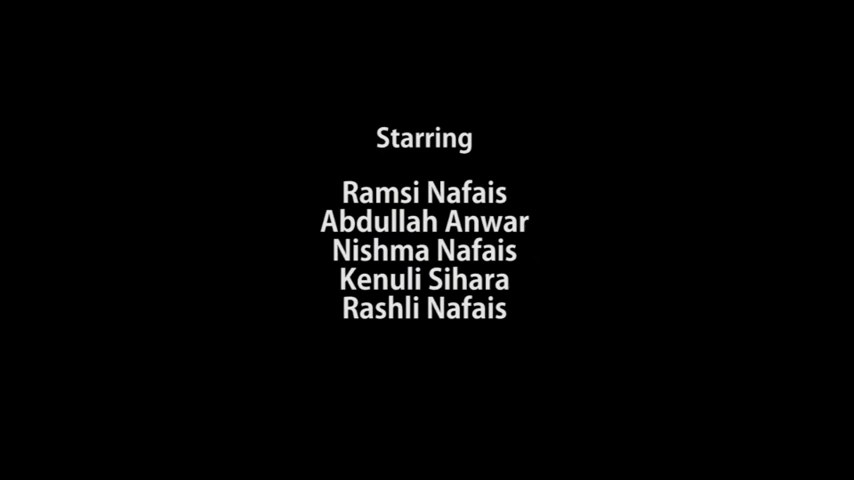 Starring
Ramsi Nafais
Abdullah Anwar
Nishma Nafais
Kenuli Sihara
Rashli Nafais